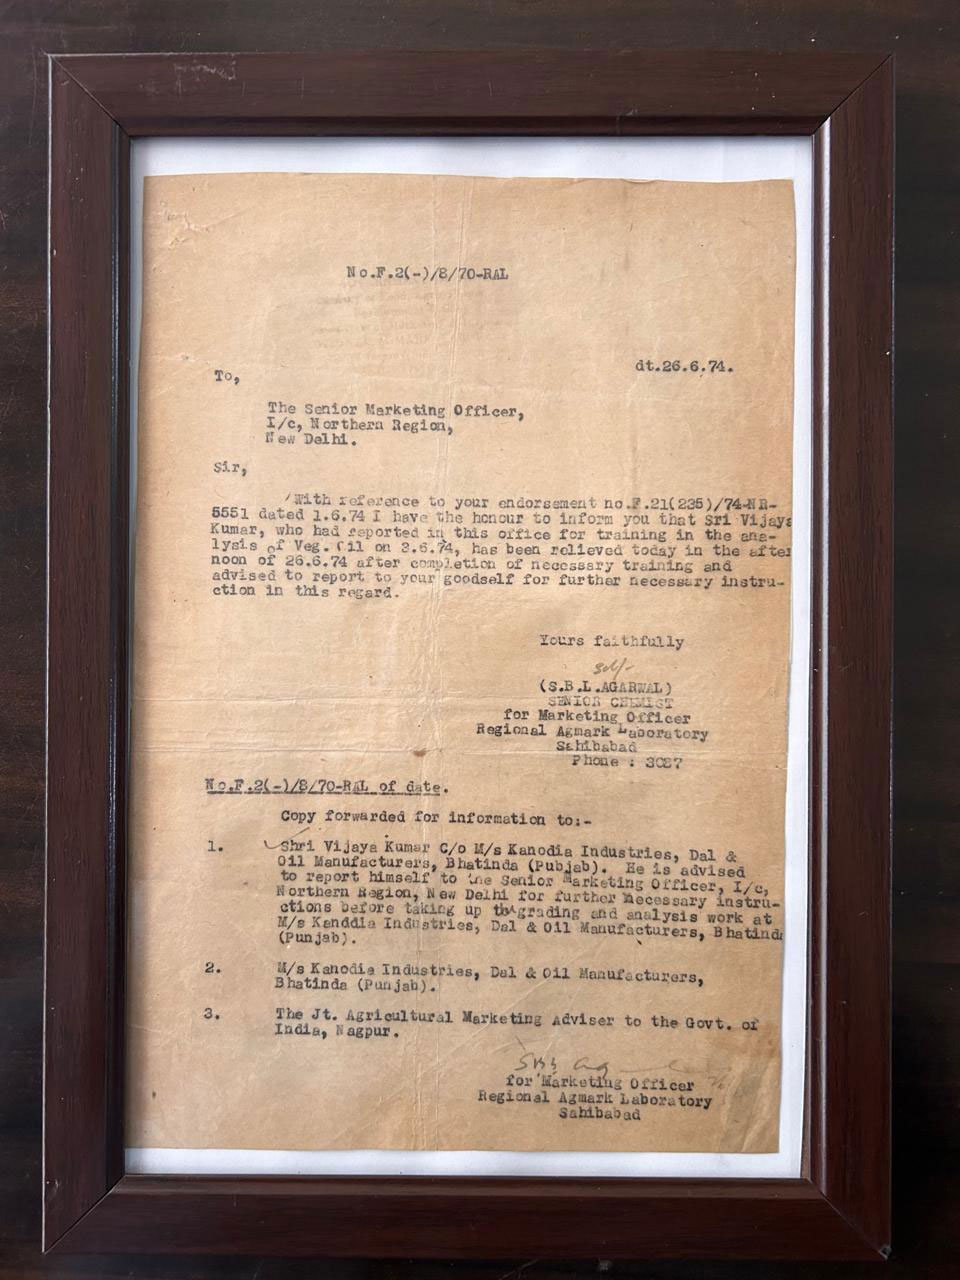 No.F.2(-)/8/70-RAL
dt.26.6.74.
To,
The Senior Marketing Officer,
I/c, Northern Region,
New Delhi.
Sir,
With reference to your endorsement no.F.21(235)/74-NR-
5551 dated 1.6.74 I have the honour to inform you that Sri Vijaya
Kumar, who had reported in this office for training in the ana-
lysis of Veg. Oil on 3.6.74, has been relieved today in the after
noon of 26.6.74 after completion of necessary training and
advised to report to your goodself for further necessary instru-
ction in this regard.
Yours faithfully
Sd/-
(S.B.L.AGARWAL)
SENIOR CHEMIST
for Marketing Officer
Regional Agmark Laboratory
Sahibabad
Phone : 3087
No.F.2(-)/8/70-RAL of date.
Copy forwarded for information to:-
1. Shri Vijaya Kumar C/o M/s Kanodia Industries, Dal &
Oil Manufacturers, Bhatinda (Pubjab). He is advised
to report himself to the Senior Marketing Officer, I/c,
Northern Region, New Delhi for further necessary instru-
ctions before taking up the grading and analysis work at
M/s Kanddia Industries, Dal & Oil Manufacturers, Bhatinda
(Punjab).
2. M/s Kanodia Industries, Dal & Oil Manufacturers,
Bhatinda (Punjab).
3. The Jt. Agricultural Marketing Adviser to the Govt. of
India, Nagpur.
for Marketing Officer
Regional Agmark Laboratory
Sahibabad